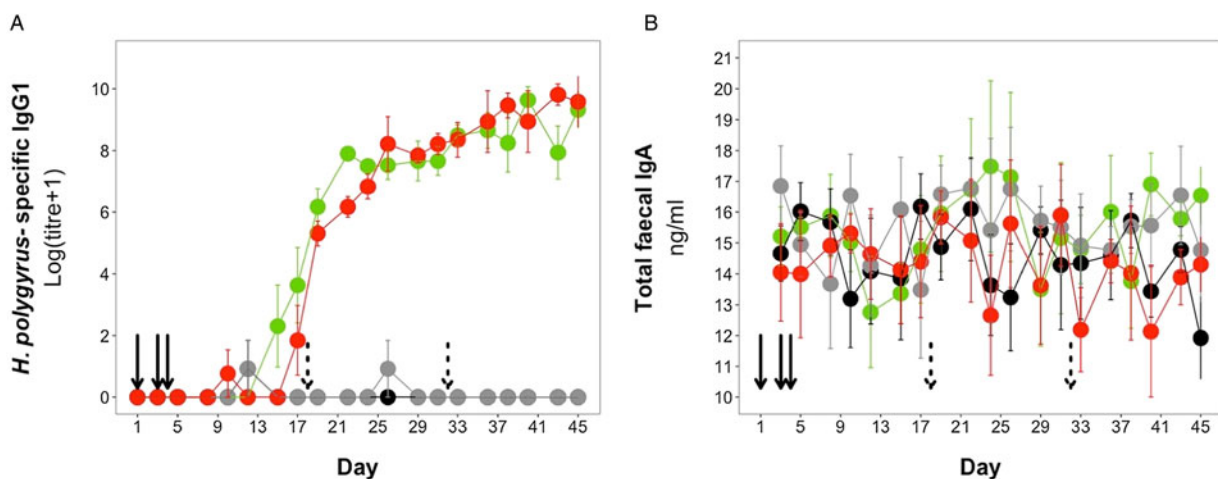 A
H. polygyrus- specific IgG1
Log(titre+1)
10
8
6
4
2
0
1 5 9 13 17 21 25 29 33 37 41 45
Day
B
Total faecal IgA
ng/ml
21
20
19
18
17
16
15
14
13
12
11
10
1 5 9 13 17 21 25 29 33 37 41 45
Day